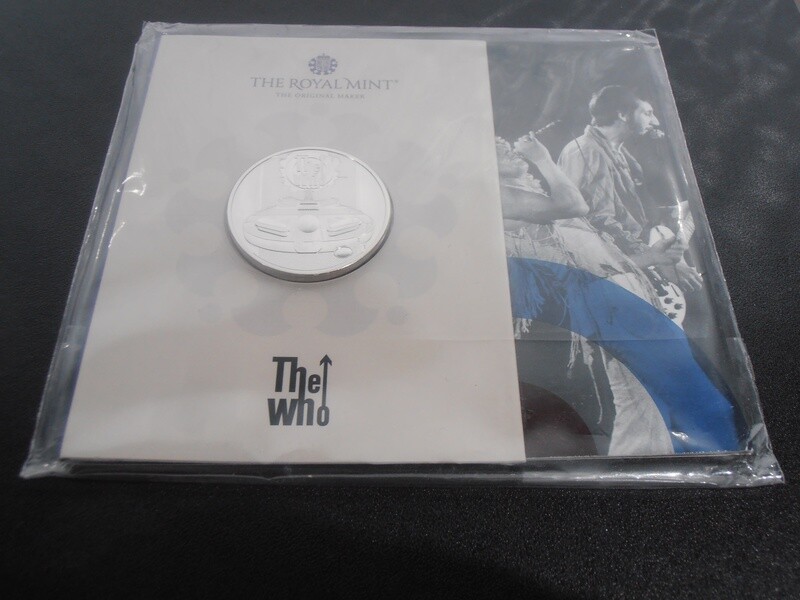 THE ROYAL MINT®
THE ORIGINAL MAKER
The
who